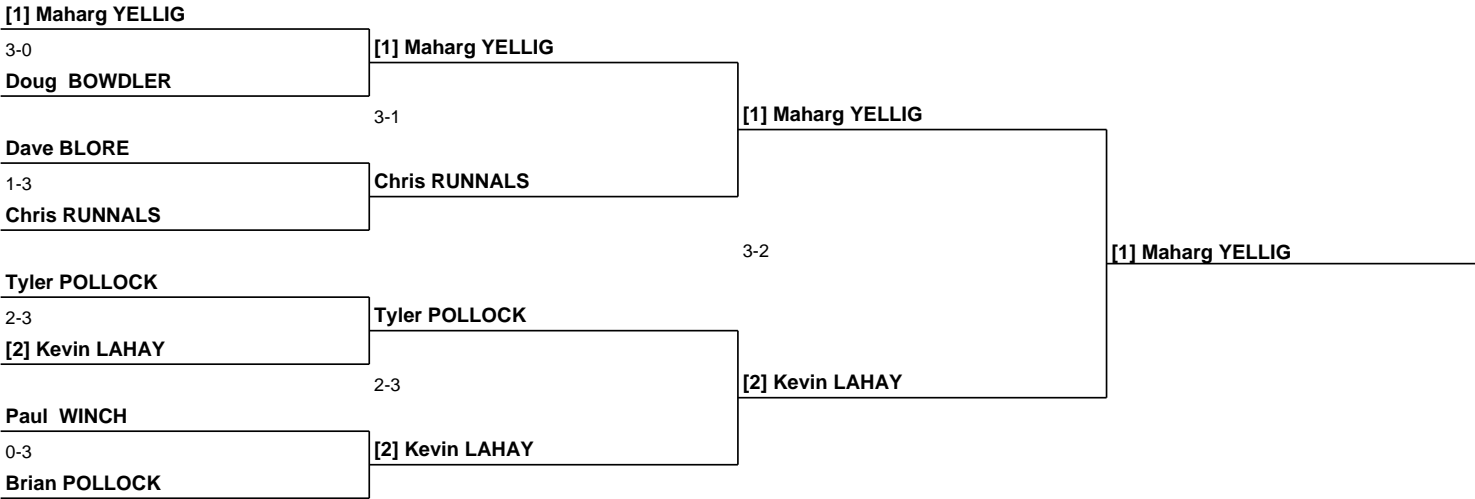 [1] Maharg YELLIG
3-0
Doug  BOWDLER
[1] Maharg YELLIG
3-1
[1] Maharg YELLIG
Dave BLORE
1-3
Chris RUNNALS
Chris RUNNALS
3-2
[1] Maharg YELLIG
Tyler POLLOCK
2-3
[2] Kevin LAHAY
Tyler POLLOCK
2-3
[2] Kevin LAHAY
Paul  WINCH
0-3
Brian POLLOCK
[2] Kevin LAHAY